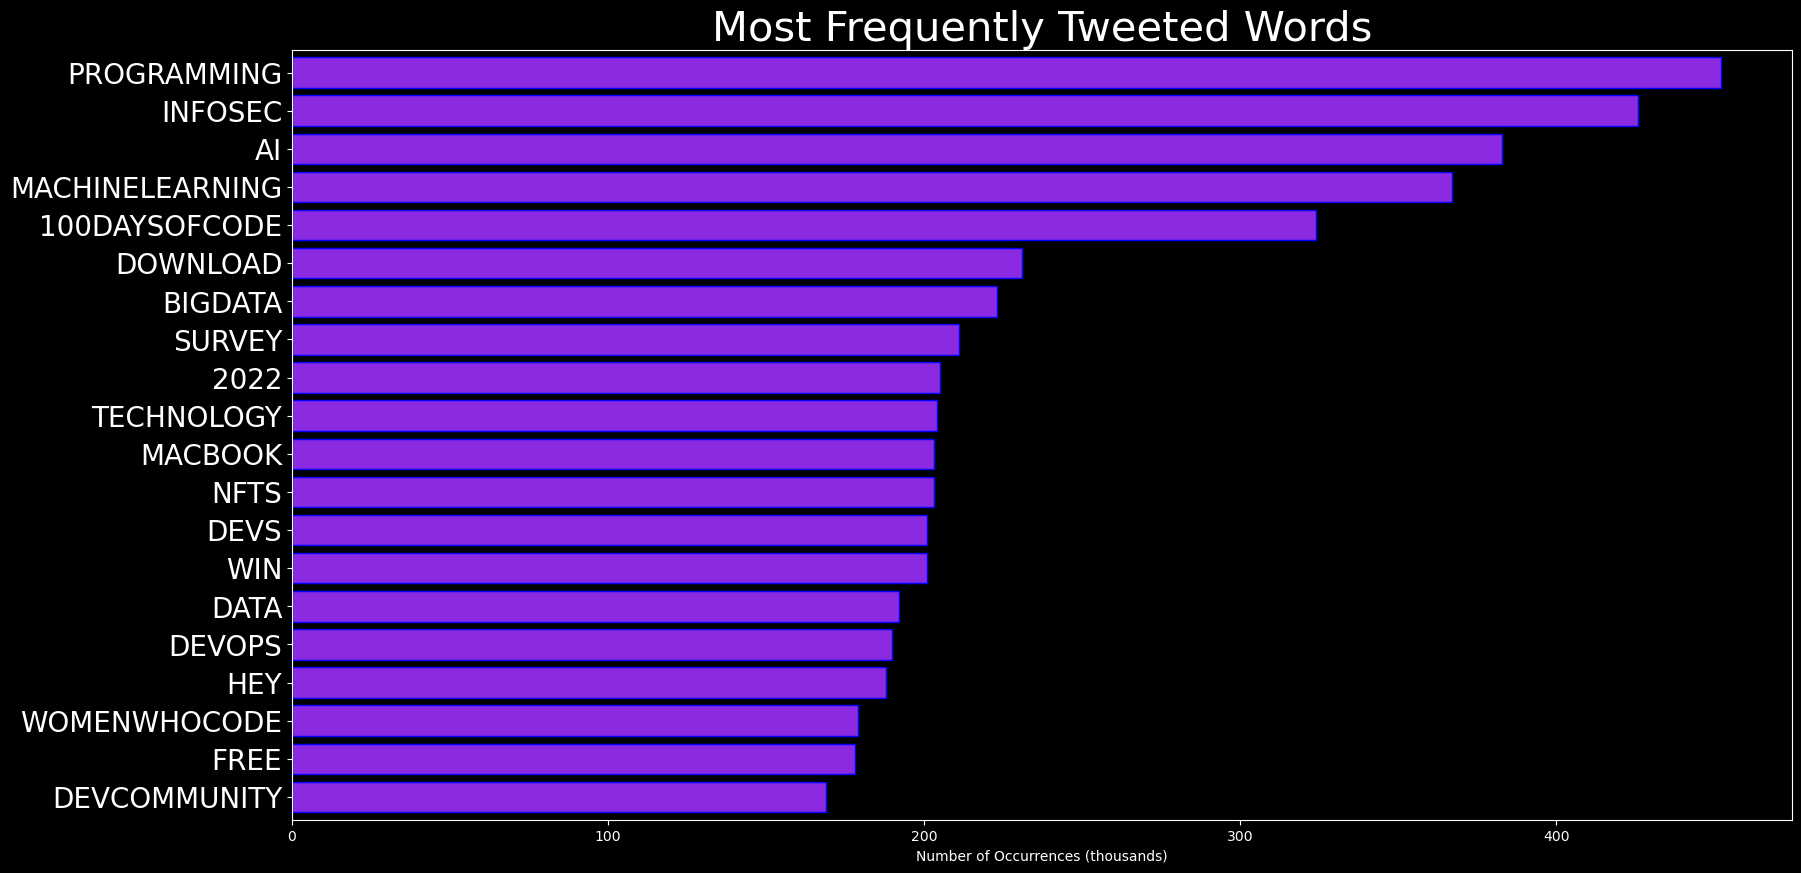 Most Frequently Tweeted Words
PROGRAMMING
INFOSEC
AI
MACHINELEARNING
100DAYSOFCODE
DOWNLOAD
BIGDATA
SURVEY
2022
TECHNOLOGY
MACBOOK
NFTS
DEVS
WIN
DATA
DEVOPS
HEY
WOMENWHOCODE
FREE
DEVCOMMUNITY
0 100 200 300 400
Number of Occurrences (thousands)